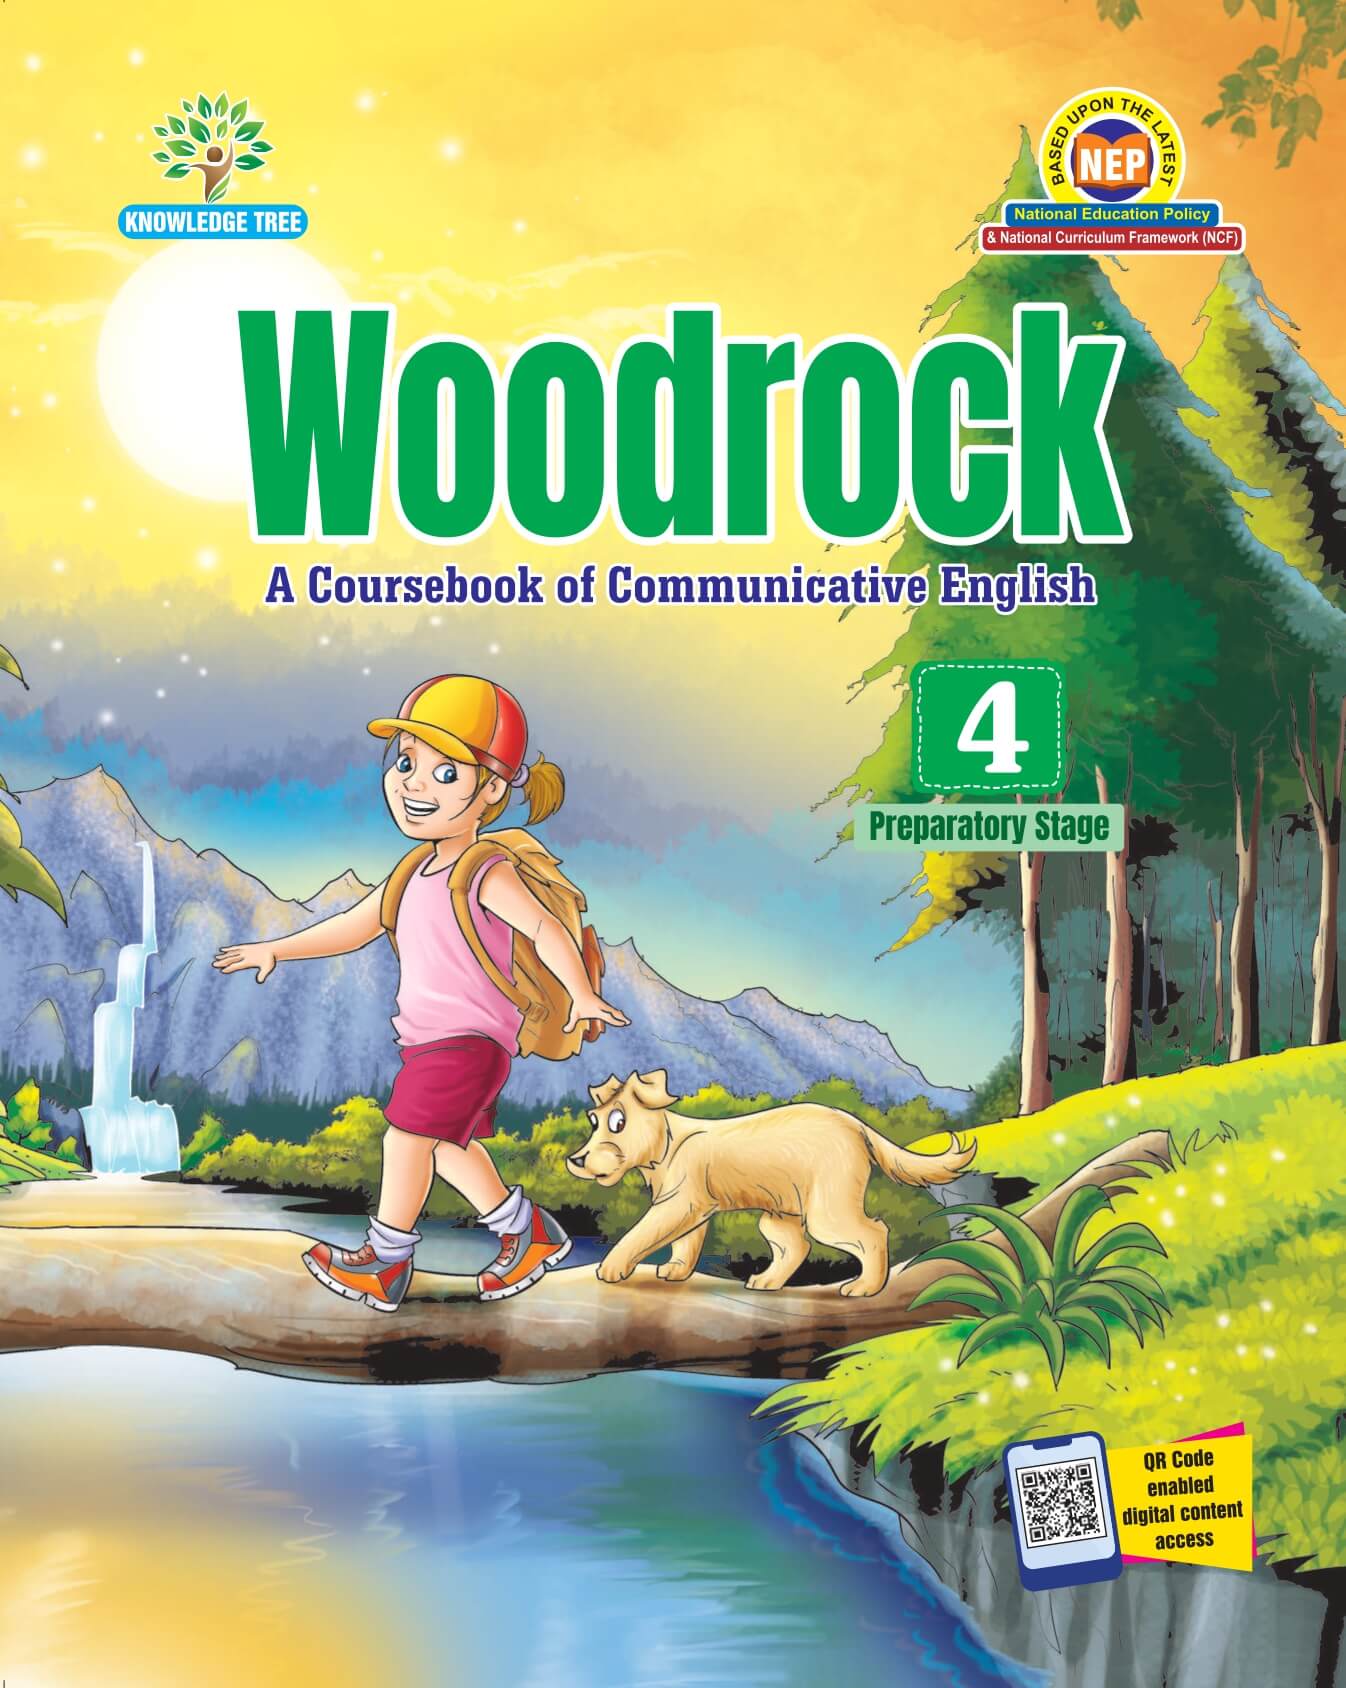 KNOWLEDGE TREE
BASED UPON THE LATEST
NEP
National Education Policy
& National Curriculum Framework (NCF)
Woodrock
A Coursebook of Communicative English
4
Preparatory Stage
QR Code
enabled
digital content
access